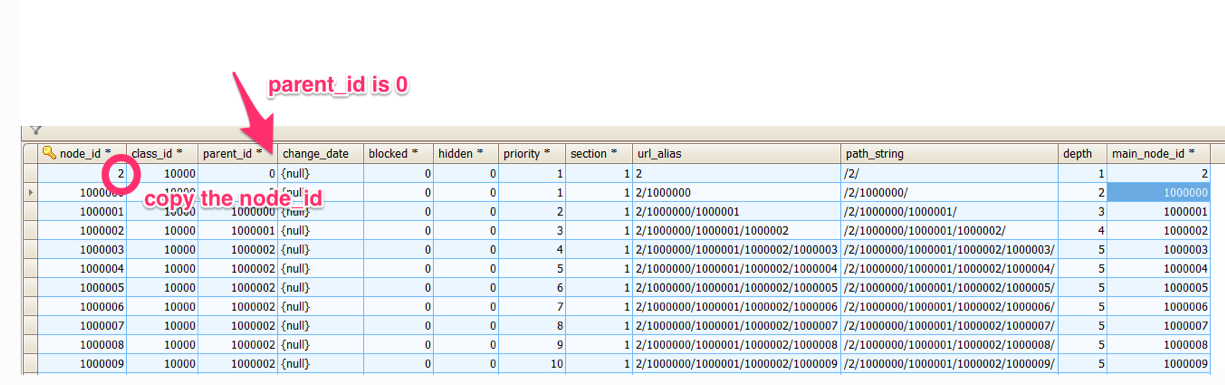 parent_id is 0
node_id * class_id * parent_id * change_date blocked * hidden * priority * section * url_alias path_string depth main_node_id *
2 10000 0 {null} 0 0 1 1 2 /2/ 1 2
copy the node_id
10000 {null} 0 0 1 1 2/1000000 /2/1000000/ 2 1000000
1000001 10000 1000000 {null} 0 0 2 1 2/1000000/1000001 /2/1000000/1000001/ 3 1000001
1000002 10000 1000001 {null} 0 0 3 1 2/1000000/1000001/1000002 /2/1000000/1000001/1000002/ 4 1000002
1000003 10000 1000002 {null} 0 0 4 1 2/1000000/1000001/1000002/1000003 /2/1000000/1000001/1000002/1000003/ 5 1000003
1000004 10000 1000002 {null} 0 0 5 1 2/1000000/1000001/1000002/1000004 /2/1000000/1000001/1000002/1000004/ 5 1000004
1000005 10000 1000002 {null} 0 0 6 1 2/1000000/1000001/1000002/1000005 /2/1000000/1000001/1000002/1000005/ 5 1000005
1000006 10000 1000002 {null} 0 0 7 1 2/1000000/1000001/1000002/1000006 /2/1000000/1000001/1000002/1000006/ 5 1000006
1000007 10000 1000002 {null} 0 0 8 1 2/1000000/1000001/1000002/1000007 /2/1000000/1000001/1000002/1000007/ 5 1000007
1000008 10000 1000002 {null} 0 0 9 1 2/1000000/1000001/1000002/1000008 /2/1000000/1000001/1000002/1000008/ 5 1000008
1000009 10000 1000002 {null} 0 0 10 1 2/1000000/1000001/1000002/1000009 /2/1000000/1000001/1000002/1000009/ 5 1000009